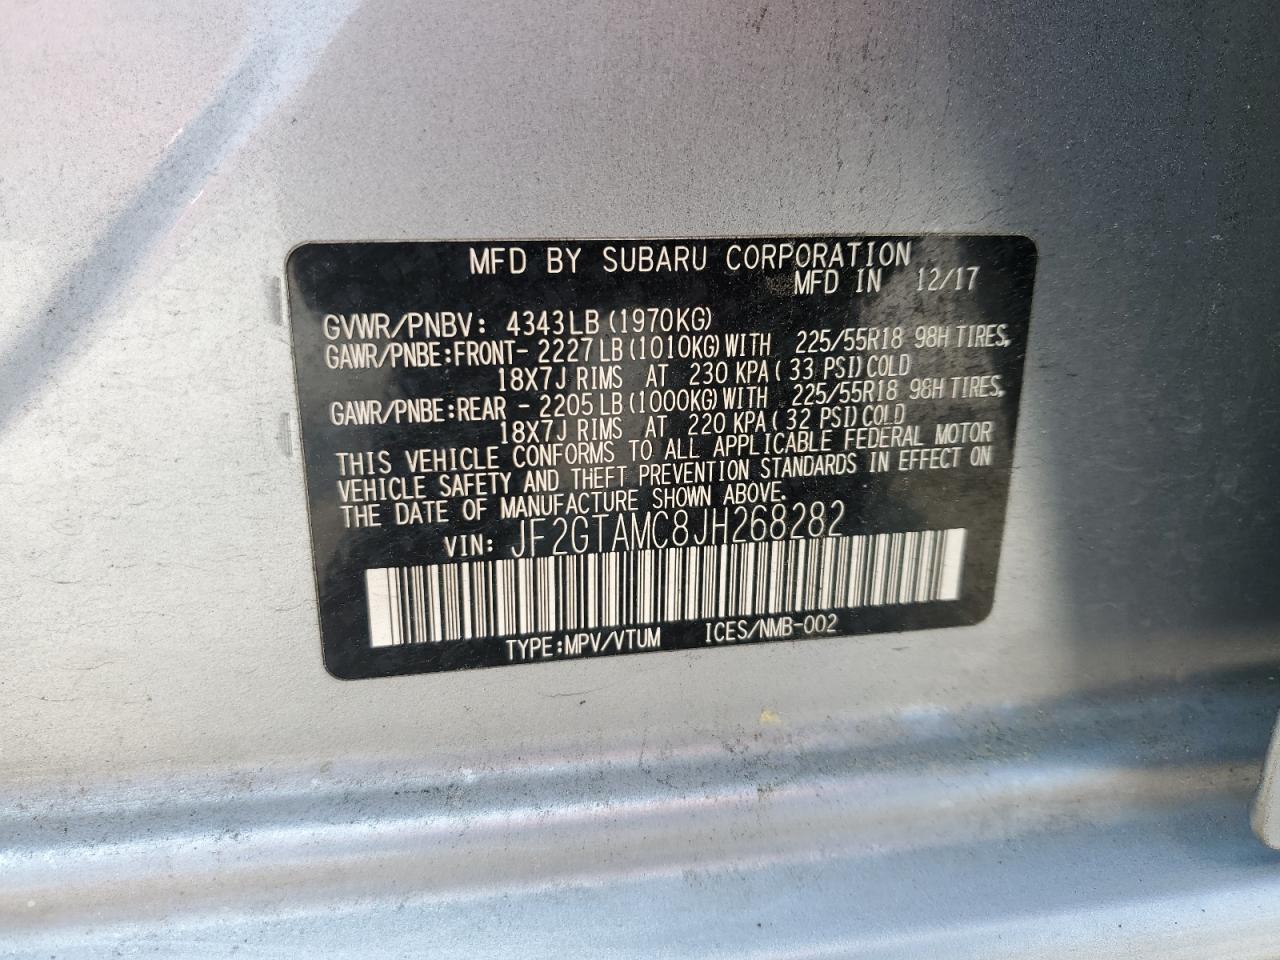 MFD BY SUBARU CORPORATION
MFD IN 12/17
GVWR/PNBV: 4343LB(1970KG)
GAWR/PNBE:FRONT- 2227LB(1010KG)WITH 225/55R18 98H TIRES,
18X7J RIMS AT 230 KPA( 33 PSI)COLD
GAWR/PNBE:REAR - 2205LB(1000KG)WITH 225/55R18 98H TIRES,
18X7J RIMS AT 220 KPA( 32 PSI)COLD
THIS VEHICLE CONFORMS TO ALL APPLICABLE FEDERAL MOTOR
VEHICLE SAFETY AND THEFT PREVENTION STANDARDS IN EFFECT ON
THE DATE OF MANUFACTURE SHOWN ABOVE.
VIN: JF2GTAMC8JH268282
TYPE:MPV/VTUM ICES/NMB-002